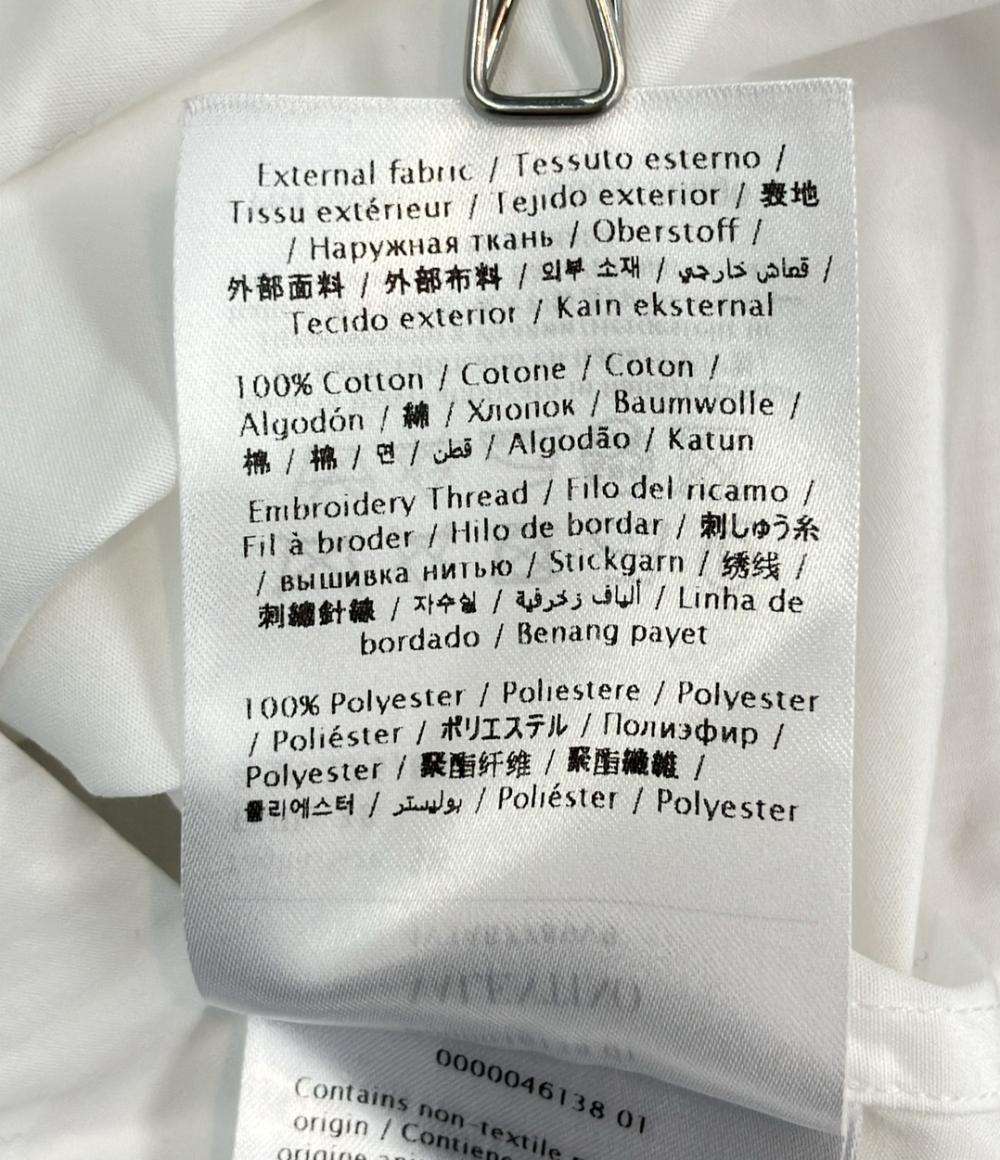 External fabric / Tessuto esterno /
Tissu extérieur / Tejido exterior / 表地
/ Наружная ткань / Oberstoff /
外部面料 / 外部布料 / 외부 소재 / قماش خارجي /
Tecido exterior / Kain eksternal
100% Cotton / Cotone / Coton /
Algodón / 綿 / Хлопок / Baumwolle /
棉 / 棉 / 면 / قطن / Algodão / Katun
Embroidery Thread / Filo del ricamo /
Fil à broder / Hilo de bordar / 刺しゅう糸
/ вышивка нитью / Stickgarn / 绣线 /
刺繡針線 / 자수실 / ألياف زخرفية / Linha de
bordado / Benang payet
100% Polyester / Poliestere / Polyester
/ Poliéster / ポリエステル / Полиэфир /
Polyester / 聚酯纤维 / 聚酯纖維 /
폴리에스터 / بوليستر / Poliéster / Polyester
0000046138 01
Contains non-textile
origin / Contiene
origine